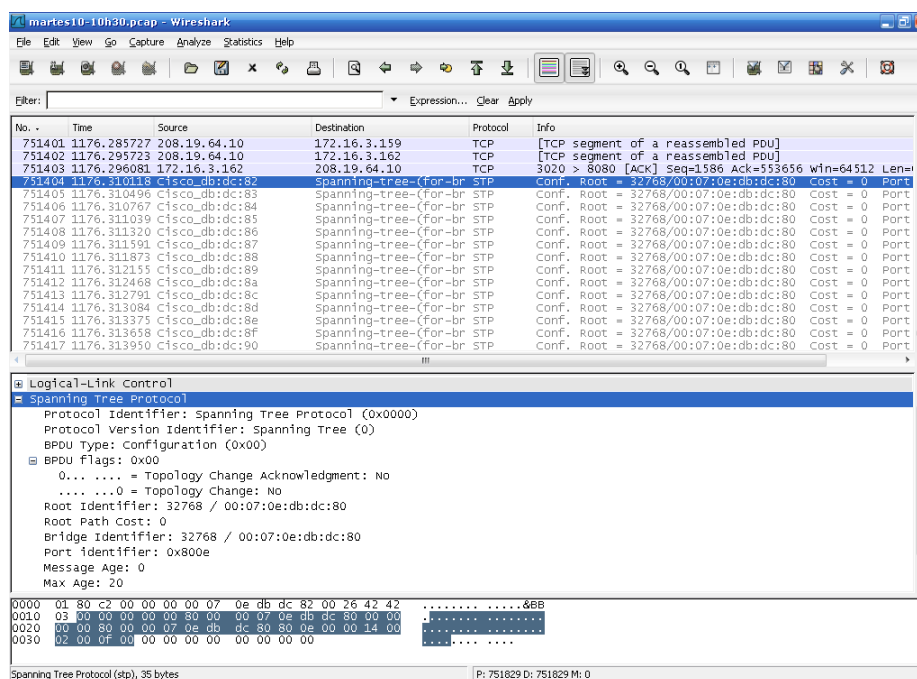 martes10-10h30.pcap - Wireshark
File Edit View Go Capture Analyze Statistics Help
Filter: Expression... Clear Apply
No. . Time Source Destination Protocol Info
751401 1176.285727 208.19.64.10 172.16.3.159 TCP [TCP segment of a reassembled PDU]
751402 1176.295723 208.19.64.10 172.16.3.162 TCP [TCP segment of a reassembled PDU]
751403 1176.296081 172.16.3.162 208.19.64.10 TCP 3020 > 8080 [ACK] Seq=1586 Ack=553656 Win=64512 Len=
751404 1176.310118 Cisco_db:dc:82 Spanning-tree-(for-br STP Conf. Root = 32768/00:07:0e:db:dc:80 Cost = 0 Port
751405 1176.310496 Cisco_db:dc:83 Spanning-tree-(for-br STP Conf. Root = 32768/00:07:0e:db:dc:80 Cost = 0 Port
751406 1176.310767 Cisco_db:dc:84 Spanning-tree-(for-br STP Conf. Root = 32768/00:07:0e:db:dc:80 Cost = 0 Port
751407 1176.311039 Cisco_db:dc:85 Spanning-tree-(for-br STP Conf. Root = 32768/00:07:0e:db:dc:80 Cost = 0 Port
751408 1176.311320 Cisco_db:dc:86 Spanning-tree-(for-br STP Conf. Root = 32768/00:07:0e:db:dc:80 Cost = 0 Port
751409 1176.311591 Cisco_db:dc:87 Spanning-tree-(for-br STP Conf. Root = 32768/00:07:0e:db:dc:80 Cost = 0 Port
751410 1176.311873 Cisco_db:dc:88 Spanning-tree-(for-br STP Conf. Root = 32768/00:07:0e:db:dc:80 Cost = 0 Port
751411 1176.312155 Cisco_db:dc:89 Spanning-tree-(for-br STP Conf. Root = 32768/00:07:0e:db:dc:80 Cost = 0 Port
751412 1176.312468 Cisco_db:dc:8a Spanning-tree-(for-br STP Conf. Root = 32768/00:07:0e:db:dc:80 Cost = 0 Port
751413 1176.312791 Cisco_db:dc:8c Spanning-tree-(for-br STP Conf. Root = 32768/00:07:0e:db:dc:80 Cost = 0 Port
751414 1176.313084 Cisco_db:dc:8d Spanning-tree-(for-br STP Conf. Root = 32768/00:07:0e:db:dc:80 Cost = 0 Port
751415 1176.313375 Cisco_db:dc:8e Spanning-tree-(for-br STP Conf. Root = 32768/00:07:0e:db:dc:80 Cost = 0 Port
751416 1176.313658 Cisco_db:dc:8f Spanning-tree-(for-br STP Conf. Root = 32768/00:07:0e:db:dc:80 Cost = 0 Port
751417 1176.313950 Cisco_db:dc:90 Spanning-tree-(for-br STP Conf. Root = 32768/00:07:0e:db:dc:80 Cost = 0 Port
Logical-Link Control
Spanning Tree Protocol
Protocol Identifier: Spanning Tree Protocol (0x0000)
Protocol Version Identifier: Spanning Tree (0)
BPDU Type: Configuration (0x00)
BPDU flags: 0x00
0... .... = Topology Change Acknowledgment: No
.... ...0 = Topology Change: No
Root Identifier: 32768 / 00:07:0e:db:dc:80
Root Path Cost: 0
Bridge Identifier: 32768 / 00:07:0e:db:dc:80
Port identifier: 0x800e
Message Age: 0
Max Age: 20
0000 01 80 c2 00 00 00 00 07 0e db dc 82 00 26 42 42 ........ .....&BB
0010 03 00 00 00 00 00 80 00 00 07 0e db dc 80 00 00 ........ ........
0020 00 00 80 00 00 07 0e db dc 80 80 0e 00 00 14 00 ........ ........
0030 02 00 0f 00 00 00 00 00 00 00 00 00 ........ ....
Spanning Tree Protocol (stp), 35 bytes P: 751829 D: 751829 M: 0